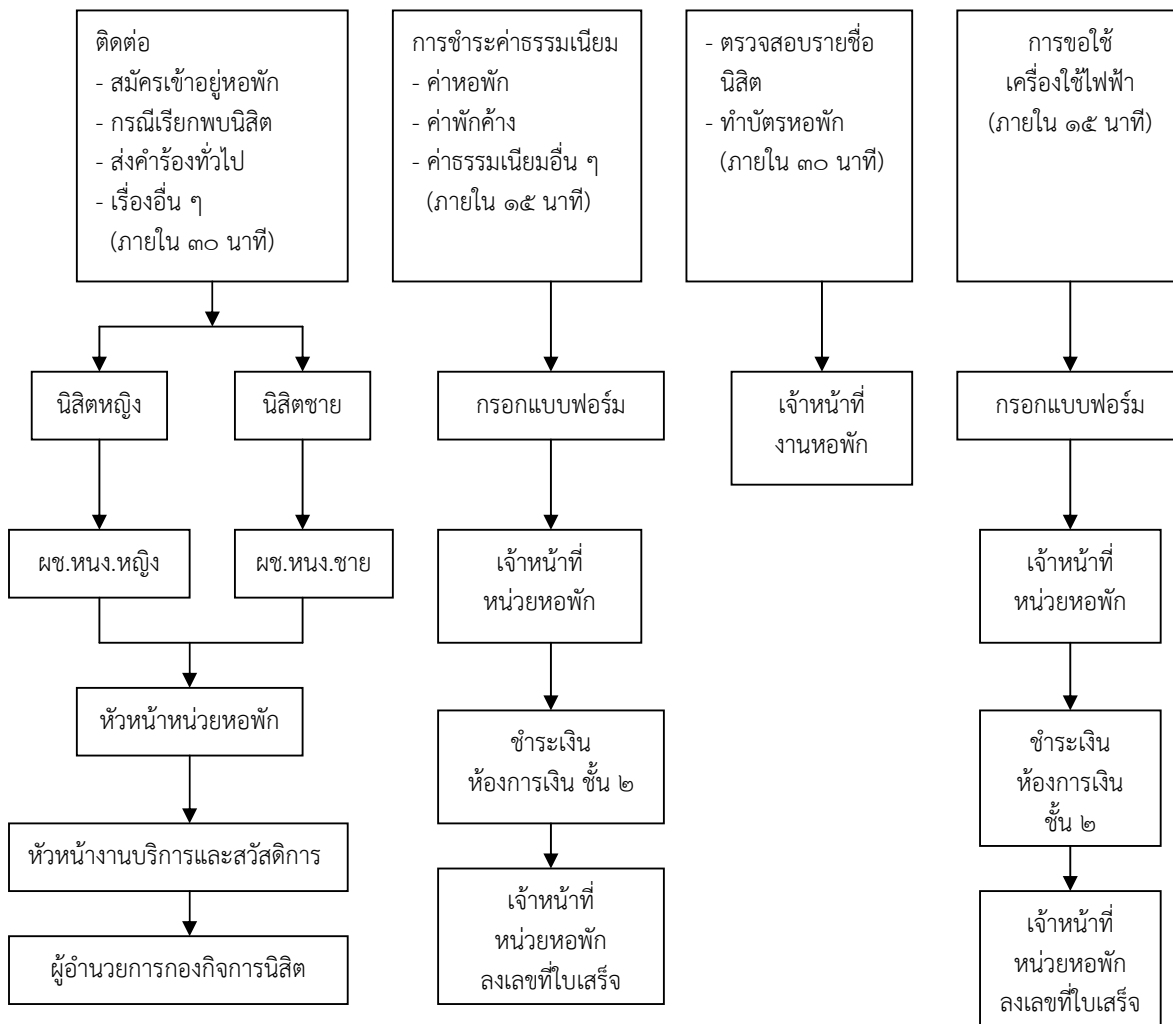 ติดต่อ
- สมัครเข้าอยู่หอพัก
- กรณีเรียกพบนิสิต
- ส่งคำร้องทั่วไป
- เรื่องอื่น ๆ
(ภายใน ๓๐ นาที)
นิสิตหญิง
นิสิตชาย
ผช.หนง.หญิง
ผช.หนง.ชาย
หัวหน้าหน่วยหอพัก
หัวหน้างานบริการและสวัสดิการ
ผู้อำนวยการกองกิจการนิสิต
การชำระค่าธรรมเนียม
- ค่าหอพัก
- ค่าพักค้าง
- ค่าธรรมเนียมอื่น ๆ
(ภายใน ๑๕ นาที)
กรอกแบบฟอร์ม
เจ้าหน้าที่
หน่วยหอพัก
ชำระเงิน
ห้องการเงิน ชั้น ๒
เจ้าหน้าที่
หน่วยหอพัก
ลงเลขที่ใบเสร็จ
- ตรวจสอบรายชื่อ
นิสิต
- ทำบัตรหอพัก
(ภายใน ๓๐ นาที)
เจ้าหน้าที่
งานหอพัก
การขอใช้
เครื่องใช้ไฟฟ้า
(ภายใน ๑๕ นาที)
กรอกแบบฟอร์ม
เจ้าหน้าที่
หน่วยหอพัก
ชำระเงิน
ห้องการเงิน
ชั้น ๒
เจ้าหน้าที่
หน่วยหอพัก
ลงเลขที่ใบเสร็จ